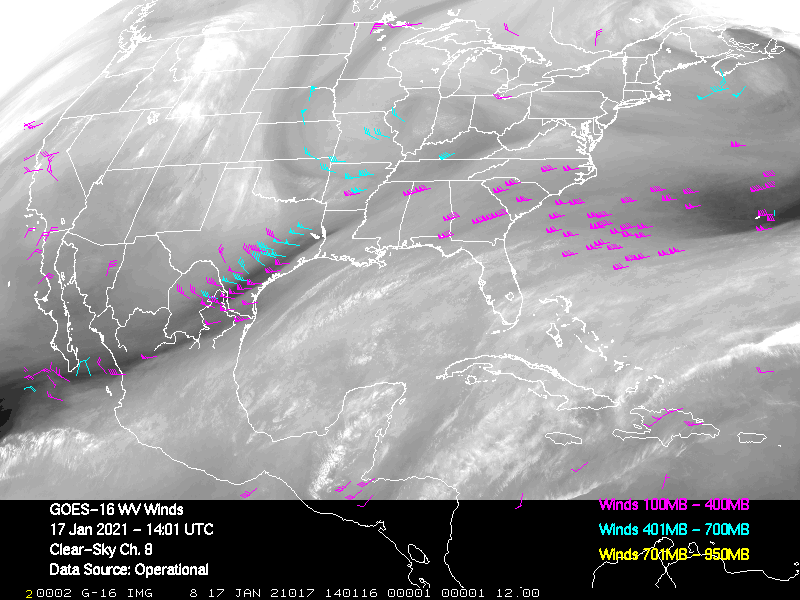 GOES-16 WV Winds
17 Jan 2021 - 14:01 UTC
Clear-Sky Ch. 8
Data Source: Operational
Winds 100MB - 400MB
Winds 401MB - 700MB
Winds 701MB - 950MB
20002 G-16 IMG 8 17 JAN 21017 140116 00001 00001 12.00